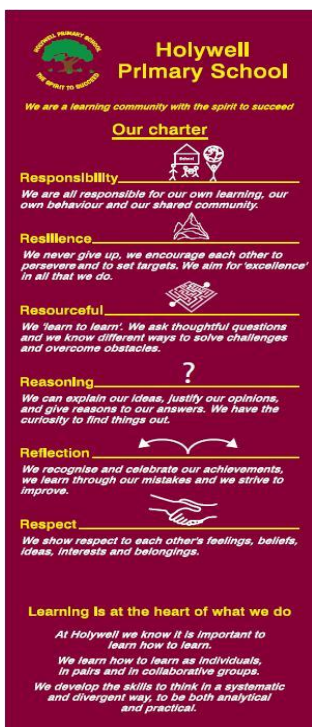 HOLYWELL PRIMARY SCHOOL
THE SPIRIT TO SUCCEED
Holywell
Primary School
We are a learning community with the spirit to succeed
Our charter
School
Responsibility
We are all responsible for our own learning, our
own behaviour and our shared community.
Resilience
We never give up, we encourage each other to
persevere and to set targets. We aim for 'excellence'
in all that we do.
Resourceful
We 'learn to learn'. We ask thoughtful questions
and we know different ways to solve challenges
and overcome obstacles.
?
Reasoning
We can explain our ideas, justify our opinions,
and give reasons to our answers. We have the
curiosity to find things out.
Reflection
We recognise and celebrate our achievements,
we learn through our mistakes and we strive to
improve.
Respect
We show respect to each other's feelings, beliefs,
ideas, interests and belongings.
Learning is at the heart of what we do
At Holywell we know it is important to
learn how to learn.
We learn how to learn as individuals,
in pairs and in collaborative groups.
We develop the skills to think in a systematic
and divergent way, to be both analytical
and practical.